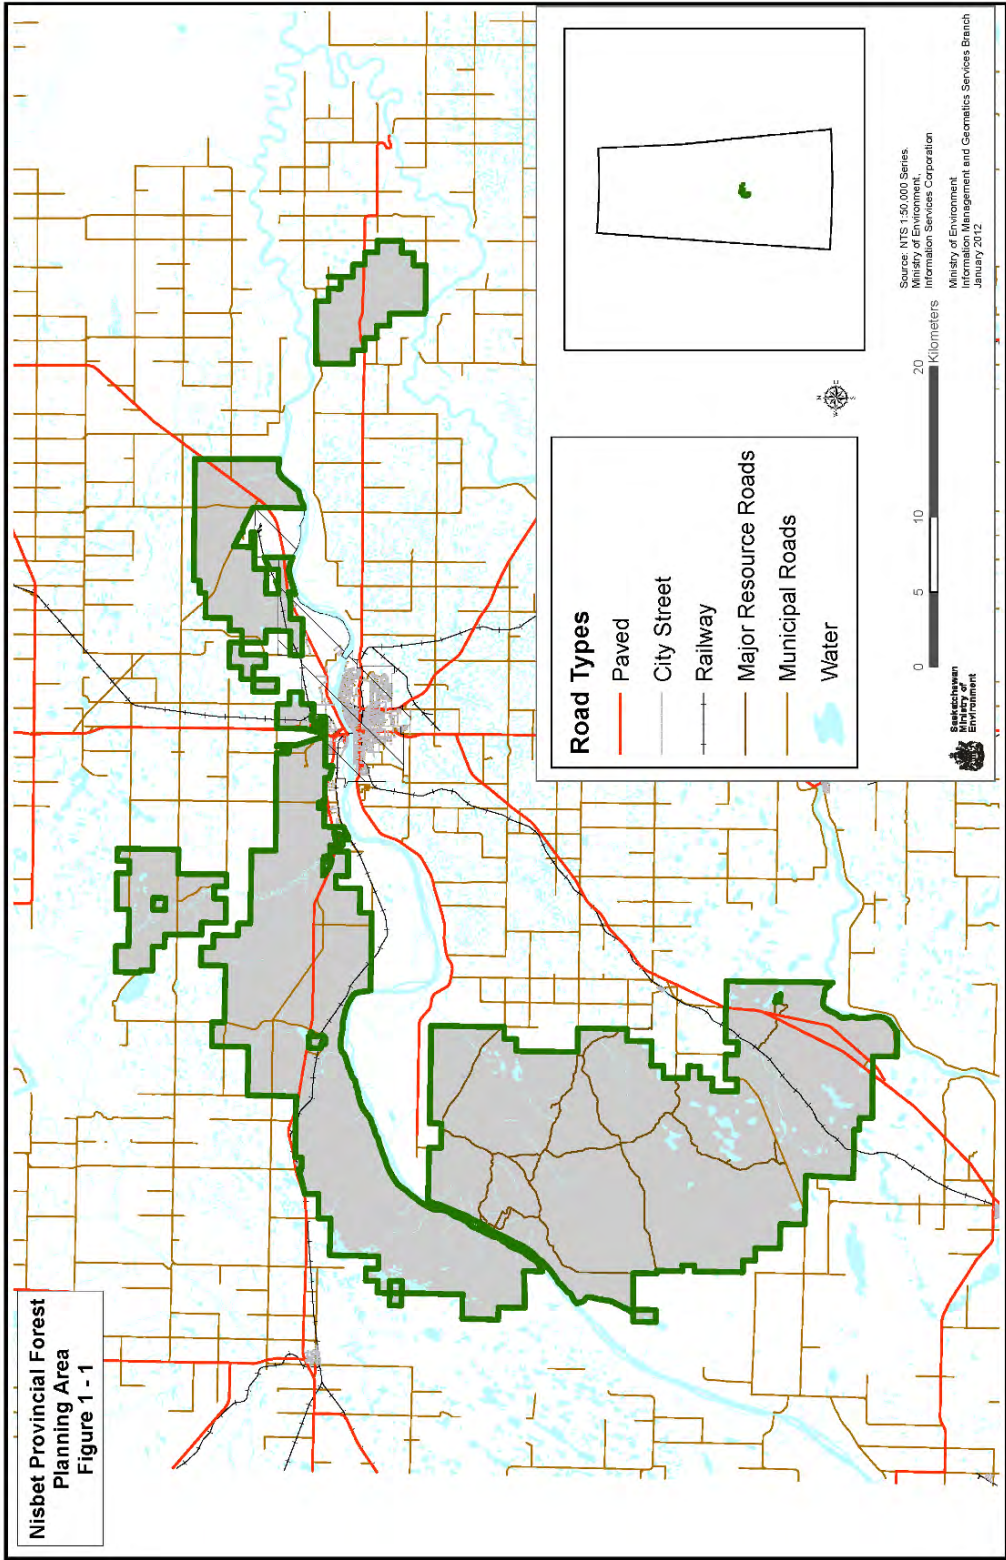 Nisbet Provincial Forest
Planning Area
Figure 1 - 1
Road Types
Paved
City Street
Railway
Major Resource Roads
Municipal Roads
Water
N
W
E
S
0 5 10 20
Kilometers
Saskatchewan
Ministry of
Environment
Source: NTS 1:50,000 Series.
Ministry of Environment,
Information Services Corporation
Ministry of Environment
Information Management and Geomatics Services Branch
January 2012